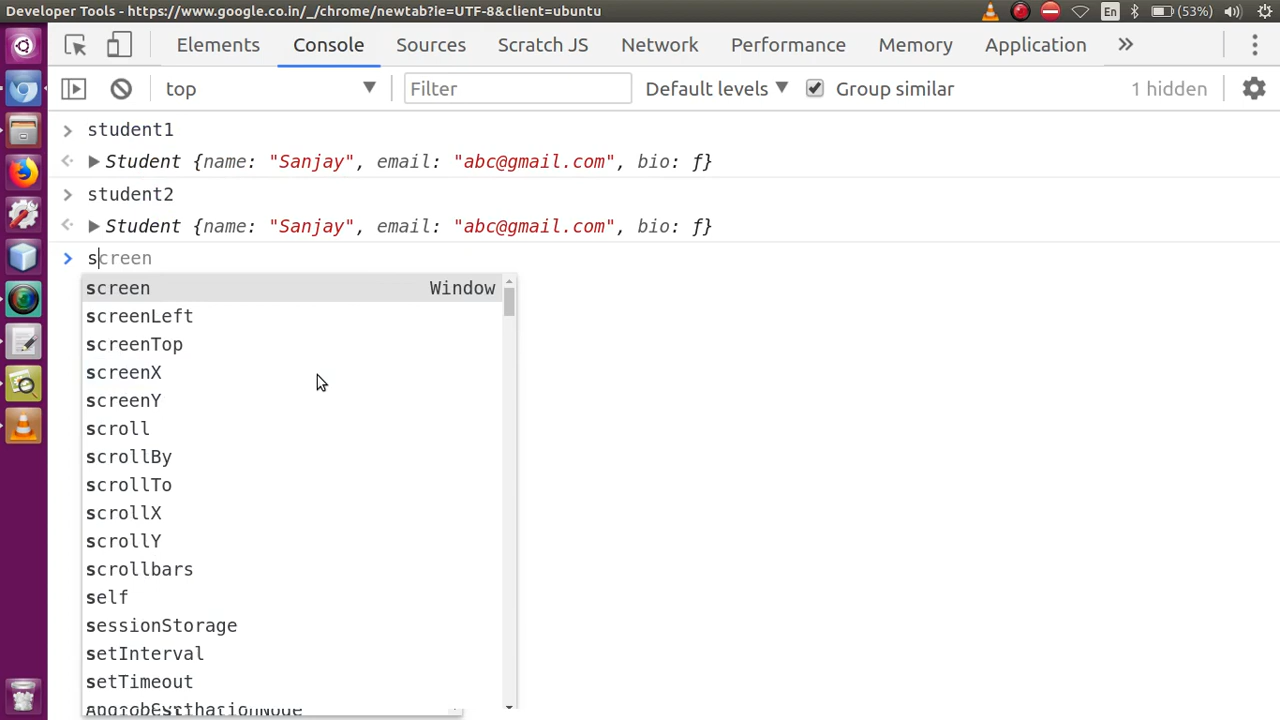 Developer Tools - https://www.google.co.in/_/chrome/newtab?ie=UTF-8&client=ubuntu
En (53%)
Elements Console Sources Scratch JS Network Performance Memory Application »
top Filter Default levels Group similar 1 hidden
> student1
Student {name: "Sanjay", email: "abc@gmail.com", bio: ƒ}
> student2
Student {name: "Sanjay", email: "abc@gmail.com", bio: ƒ}
> screen
screen Window
screenLeft
screenTop
screenX
screenY
scroll
scrollBy
scrollTo
scrollX
scrollY
scrollbars
self
sessionStorage
setInterval
setTimeout